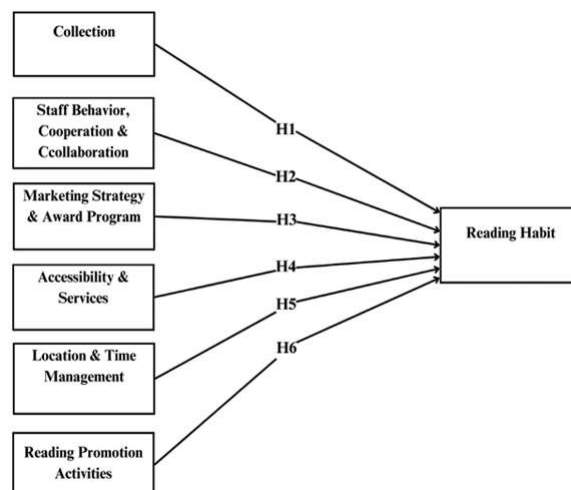 Collection
Staff Behavior,
Cooperation &
Ccollaboration
Marketing Strategy
& Award Program
Accessibility &
Services
Location & Time
Management
Reading Promotion
Activities
H1
H2
H3
H4
H5
H6
Reading Habit